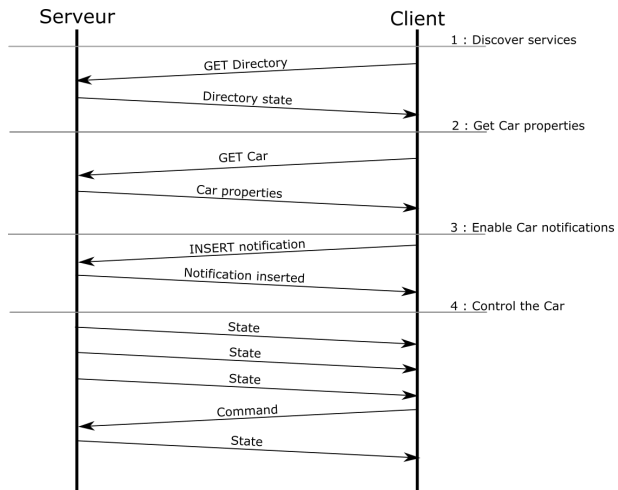 Serveur
Client
1 : Discover services
GET Directory
Directory state
2 : Get Car properties
GET Car
Car properties
3 : Enable Car notifications
INSERT notification
Notification inserted
4 : Control the Car
State
State
State
Command
State